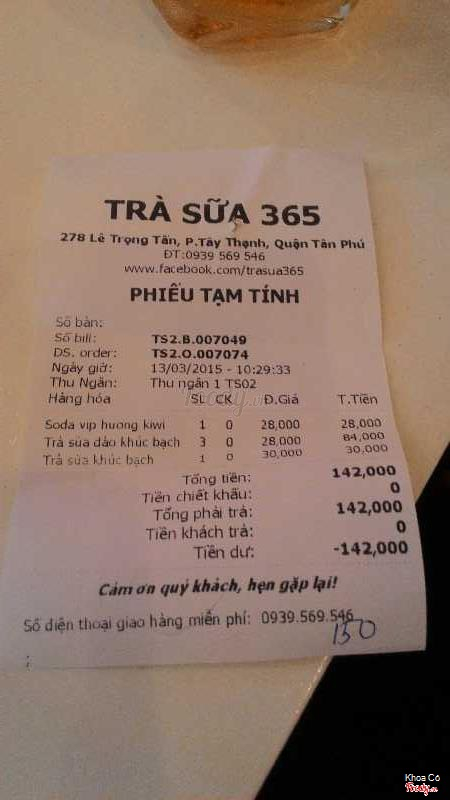 TRÀ SỮA 365
278 Lê Trọng Tấn, P.Tây Thạnh, Quận Tân Phú
ĐT:0939 569 546
www.facebook.com/trasua365
PHIẾU TẠM TÍNH
Số bàn:
Số bill: TS2.B.007049
DS. order: TS2.O.007074
Ngày giờ: 13/03/2015 - 10:29:33
Thu Ngân: Thu ngân 1 TS02
Hàng hóa SL CK Đ.Giá T.Tiền
Soda vip hương kiwi 1 0 28,000 28,000
Trà sữa dâo khúc bạch 3 0 28,000 84,000
Trà sữa khúc bạch 1 0 30,000 30,000
Tổng tiền: 142,000
Tiền chiết khấu: 0
Tổng phải trả: 142,000
Tiền khách trả: 0
Tiền dư: -142,000
Cảm ơn quý khách, hẹn gặp lại!
Số điện thoại giao hàng miễn phí: 0939.569.546
150
Khoa Có
Foody.vn